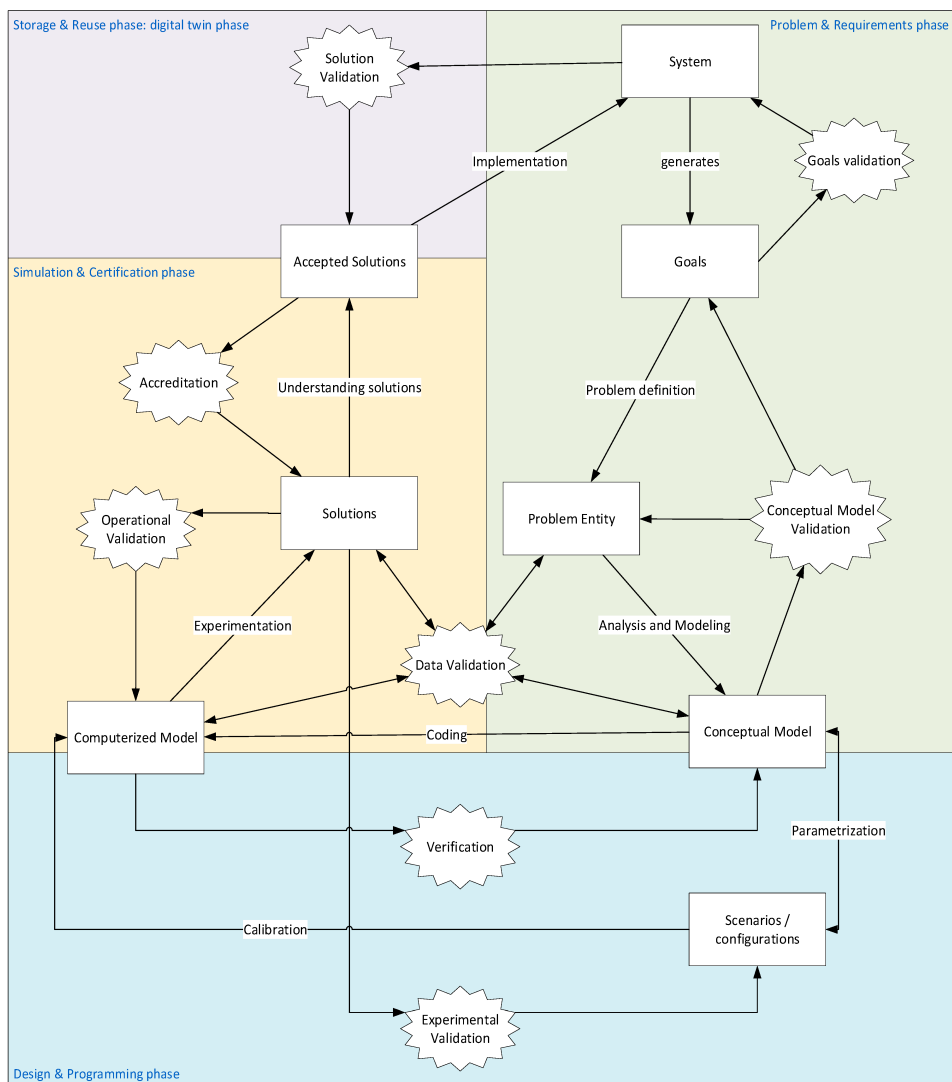 Storage & Reuse phase: digital twin phase
Problem & Requirements phase
Solution
Validation
System
Implementation
generates
Goals validation
Accepted Solutions
Goals
Simulation & Certification phase
Accreditation
Understanding solutions
Problem definition
Operational
Validation
Solutions
Problem Entity
Conceptual Model
Validation
Experimentation
Analysis and Modeling
Data Validation
Computerized Model
Coding
Conceptual Model
Verification
Parametrization
Calibration
Scenarios /
configurations
Experimental
Validation
Design & Programming phase